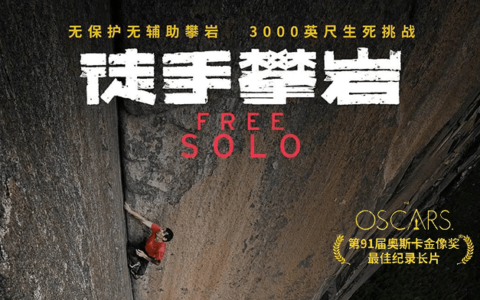 无保护无辅助攀岩 3000英尺生死挑战
徒手攀岩
FREE
SOLO
OSCARS
第91届奥斯卡金像奖
最佳纪录长片